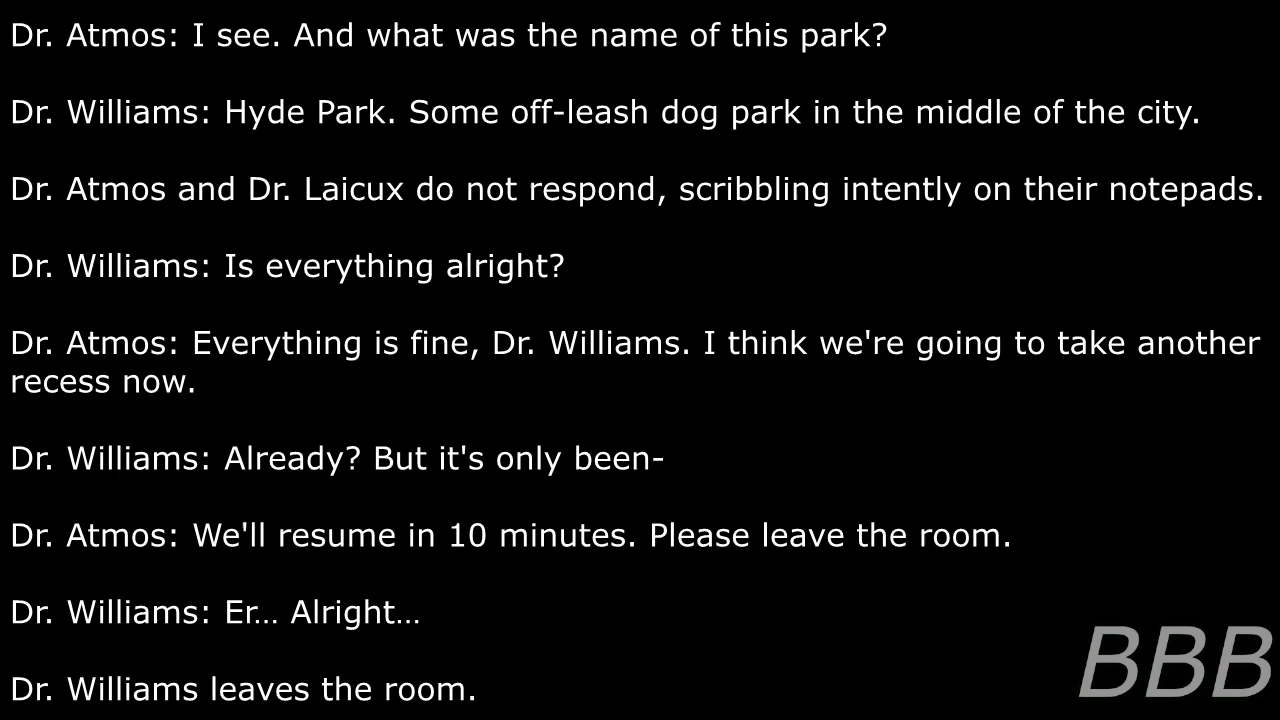 Dr. Atmos: I see. And what was the name of this park?
Dr. Williams: Hyde Park. Some off-leash dog park in the middle of the city.
Dr. Atmos and Dr. Laicux do not respond, scribbling intently on their notepads.
Dr. Williams: Is everything alright?
Dr. Atmos: Everything is fine, Dr. Williams. I think we're going to take another
recess now.
Dr. Williams: Already? But it's only been-
Dr. Atmos: We'll resume in 10 minutes. Please leave the room.
Dr. Williams: Er… Alright…
Dr. Williams leaves the room.
BBB